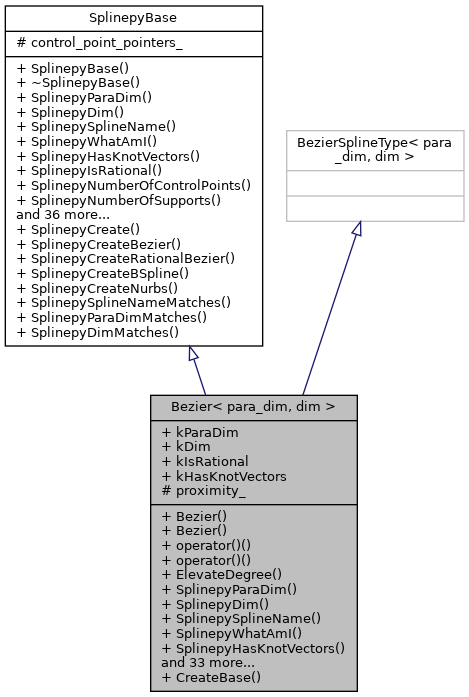 SplinepyBase
# control_point_pointers_
+ SplinepyBase()
+ ~SplinepyBase()
+ SplinepyParaDim()
+ SplinepyDim()
+ SplinepySplineName()
+ SplinepyWhatAmI()
+ SplinepyHasKnotVectors()
+ SplinepyIsRational()
+ SplinepyNumberOfControlPoints()
+ SplinepyNumberOfSupports()
and 36 more...
+ SplinepyCreate()
+ SplinepyCreateBezier()
+ SplinepyCreateRationalBezier()
+ SplinepyCreateBSpline()
+ SplinepyCreateNurbs()
+ SplinepySplineNameMatches()
+ SplinepyParaDimMatches()
+ SplinepyDimMatches()
BezierSplineType< para
_dim, dim >
Bezier< para_dim, dim >
+ kParaDim
+ kDim
+ kIsRational
+ kHasKnotVectors
# proximity_
+ Bezier()
+ Bezier()
+ operator()()
+ operator()()
+ ElevateDegree()
+ SplinepyParaDim()
+ SplinepyDim()
+ SplinepySplineName()
+ SplinepyWhatAmI()
+ SplinepyHasKnotVectors()
and 33 more...
+ CreateBase()